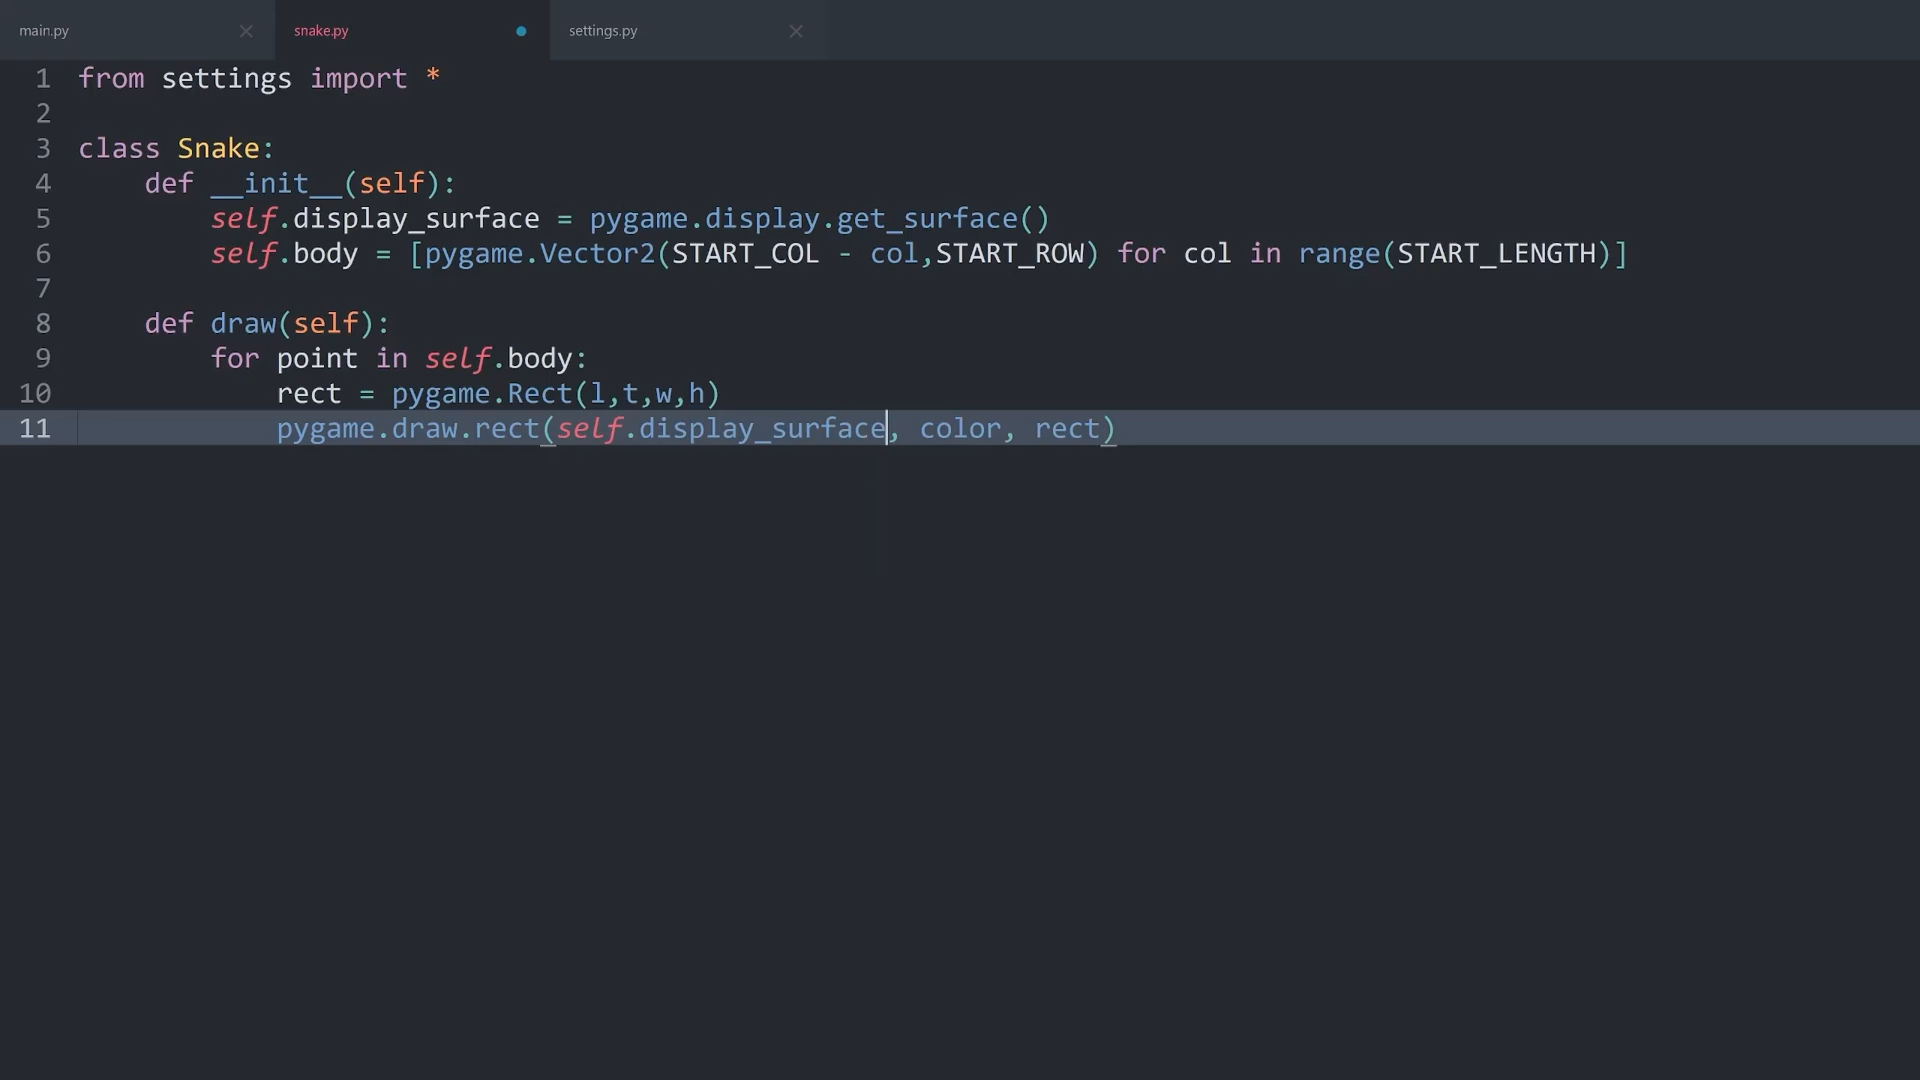 main.py
snake.py
settings.py
1 from settings import *
2
3 class Snake:
4     def __init__(self):
5         self.display_surface = pygame.display.get_surface()
6         self.body = [pygame.Vector2(START_COL - col,START_ROW) for col in range(START_LENGTH)]
7
8     def draw(self):
9         for point in self.body:
10             rect = pygame.Rect(l,t,w,h)
11             pygame.draw.rect(self.display_surface, color, rect)